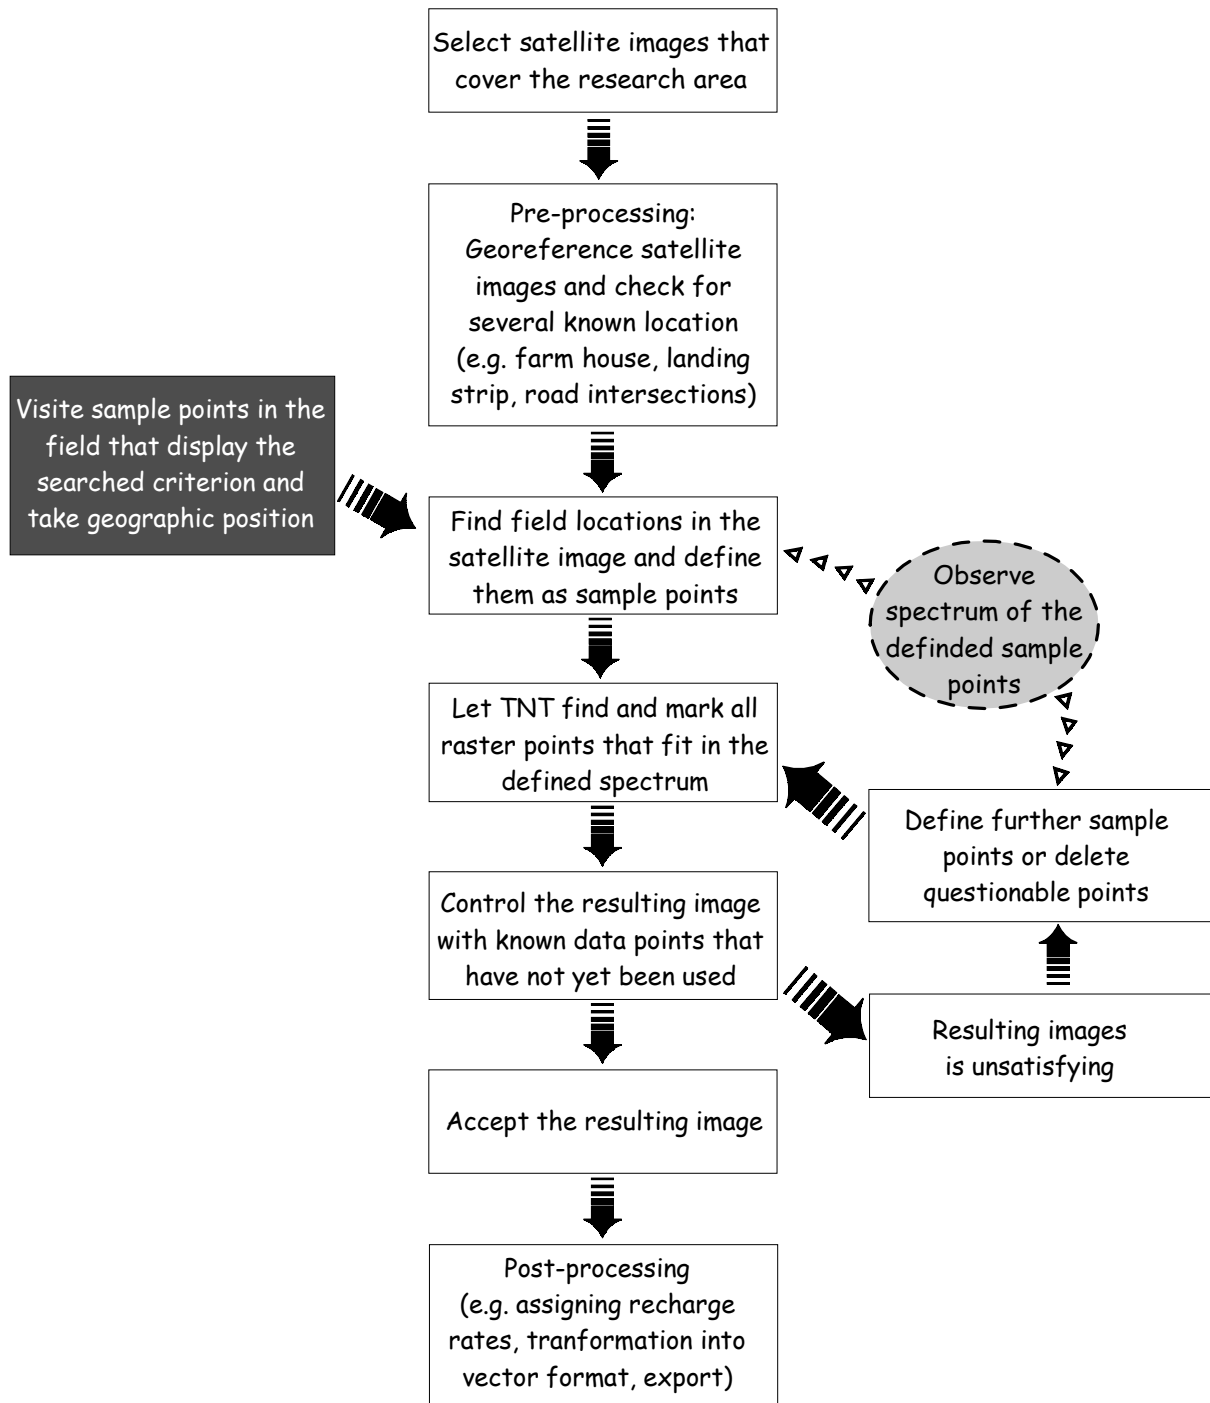 Select satellite images that
cover the research area
Pre-processing:
Georeference satellite
images and check for
several known location
(e.g. farm house, landing
strip, road intersections)
Visite sample points in the
field that display the
searched criterion and
take geographic position
Find field locations in the
satellite image and define
them as sample points
Observe
spectrum of the
definded sample
points
Let TNT find and mark all
raster points that fit in the
defined spectrum
Define further sample
points or delete
questionable points
Control the resulting image
with known data points that
have not yet been used
Resulting images
is unsatisfying
Accept the resulting image
Post-processing
(e.g. assigning recharge
rates, tranformation into
vector format, export)